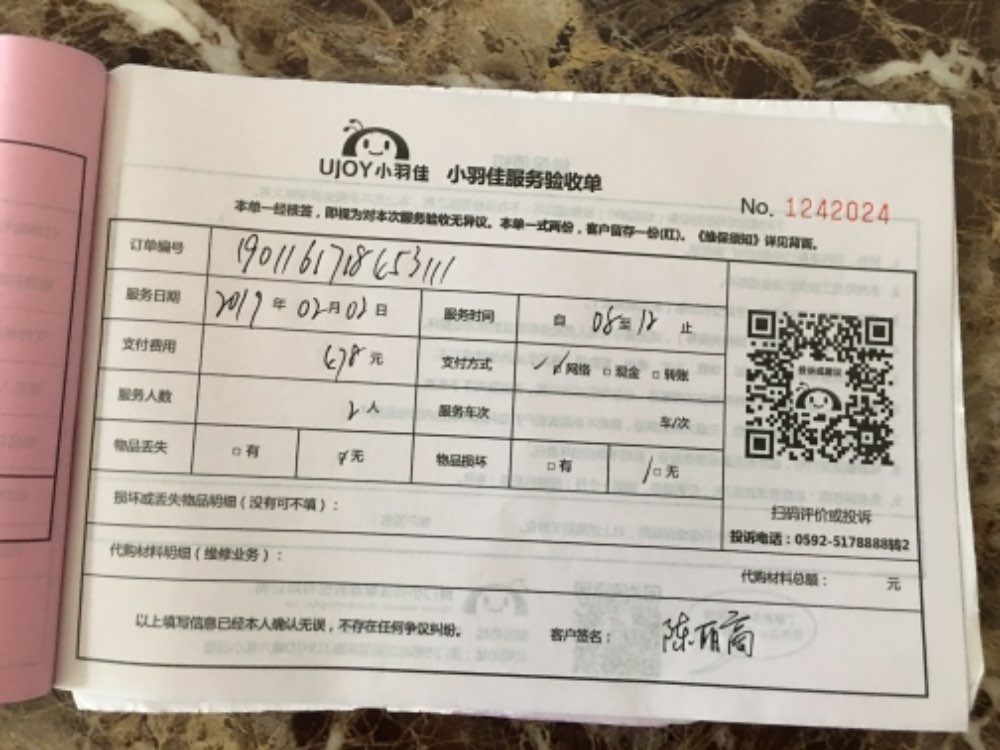 UJOY小羽佳 小羽佳服务验收单
No. 1242024
本单一经核签，即视为对本次服务验收无异议。本单一式两份，客户留存一份(红)。《维保须知》详见背面。
订单编号
服务日期 2019 年 02 月 02 日 服务时间 自 08 至 12 止
支付费用 678 元 支付方式 网络 □ 现金 □ 转账
服务人数 2 人 服务车次 车/次
物品丢失 □ 有 □ 无 物品损坏 □ 有 □ 无
损坏或丢失物品明细（没有可不填）：
扫码评价或投诉
投诉电话：0592-5178888转2
代购材料明细（维修业务）：
代购材料总额： 元
以上填写信息已经本人确认无误，不存在任何争议纠纷。 客户签名：